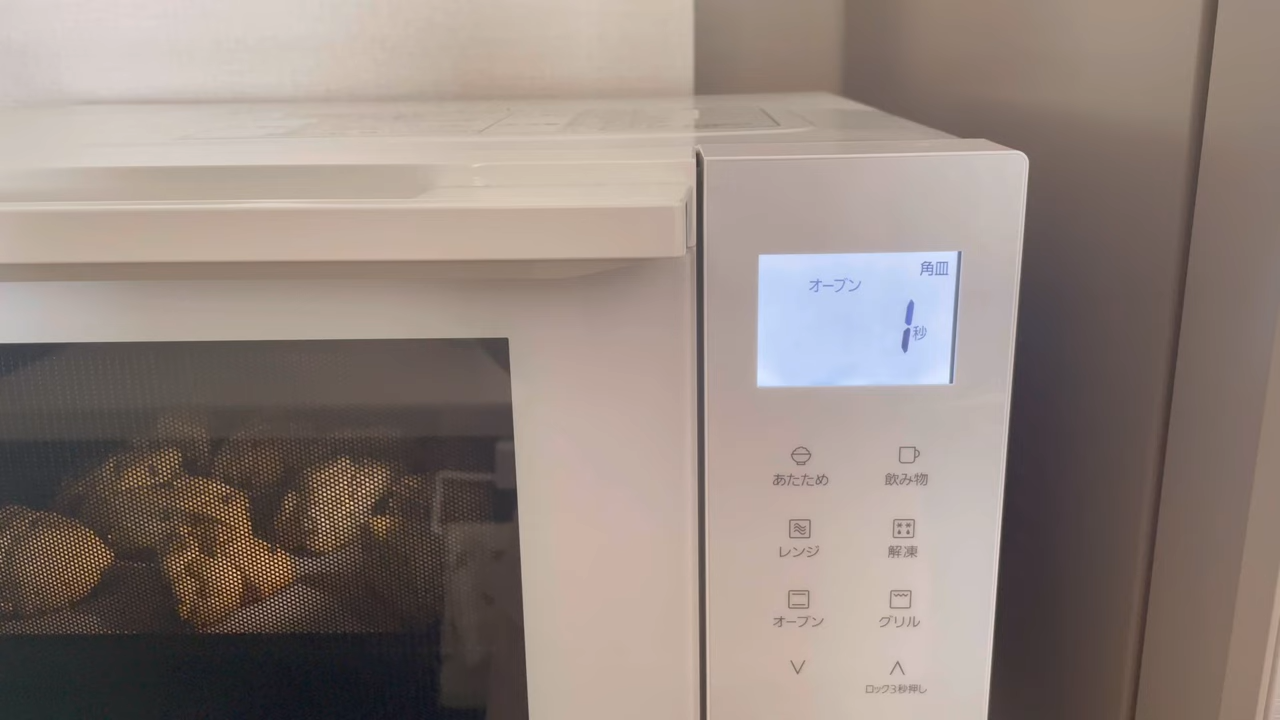 角皿
オーブン
1秒
あたため 飲み物
レンジ 解凍
オーブン グリル
ロック3秒押し